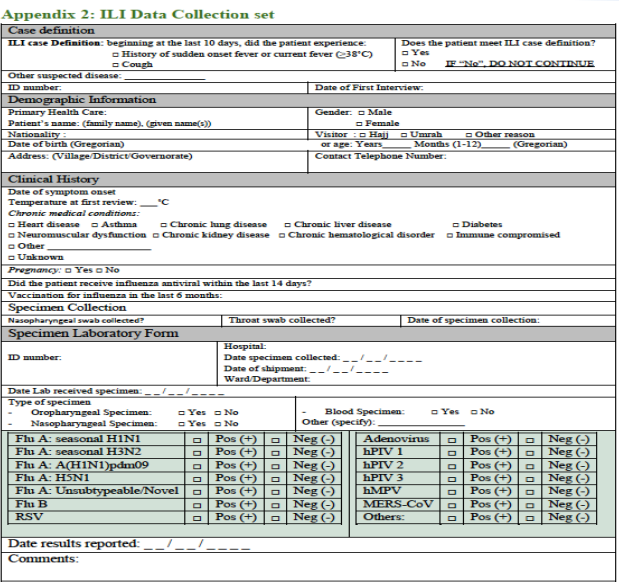 Appendix 2: ILI Data Collection set
Case definition
ILI case Definition: beginning at the last 10 days, did the patient experience:
□ History of sudden onset fever or current fever (≥38°C)
□ Cough
Does the patient meet ILI case definition?
□ Yes
□ No IF "No", DO NOT CONTINUE
Other suspected disease: _______________
ID number: Date of First Interview:
Demographic Information
Primary Health Care: Gender: □ Male
Patient's name: (family name), (given name(s)) □ Female
Nationality : Visitor : □ Hajj □ Umrah □ Other reason
Date of birth (Gregorian) or age: Years_____ Months (1-12)_____ (Gregorian)
Address: (Village/District/Governorate) Contact Telephone Number:
Clinical History
Date of symptom onset
Temperature at first review: ___°C
Chronic medical conditions:
□ Heart disease □ Asthma □ Chronic lung disease □ Chronic liver disease □ Diabetes
□ Neuromuscular dysfunction □ Chronic kidney disease □ Chronic hematological disorder □ Immune compromised
□ Other _______________
□ Unknown
Pregnancy: □ Yes □ No
Did the patient receive influenza antiviral within the last 14 days?
Vaccination for influenza in the last 6 months:
Specimen Collection
Nasopharyngeal swab collected? Throat swab collected? Date of specimen collection:
Specimen Laboratory Form
ID number:
Hospital:
Date specimen collected: _ _ / _ _ / _ _ _ _
Date of shipment: _ _ / _ _ / _ _ _ _
Ward/Department:
Date Lab received specimen: _ _ / _ _ / _ _ _ _
Type of specimen
- Oropharyngeal Specimen: □ Yes □ No
- Nasopharyngeal Specimen: □ Yes □ No
- Blood Specimen: □ Yes □ No
Other (specify): _______________
Flu A: seasonal H1N1 □ Pos (+) □ Neg (-)
Flu A: seasonal H3N2 □ Pos (+) □ Neg (-)
Flu A: A(H1N1)pdm09 □ Pos (+) □ Neg (-)
Flu A: H5N1 □ Pos (+) □ Neg (-)
Flu A: Unsubtypeable/Novel □ Pos (+) □ Neg (-)
Flu B □ Pos (+) □ Neg (-)
RSV □ Pos (+) □ Neg (-)
Adenovirus □ Pos (+) □ Neg (-)
hPIV 1 □ Pos (+) □ Neg (-)
hPIV 2 □ Pos (+) □ Neg (-)
hPIV 3 □ Pos (+) □ Neg (-)
hMPV □ Pos (+) □ Neg (-)
MERS-CoV □ Pos (+) □ Neg (-)
Others: □ Pos (+) □ Neg (-)
Date results reported: _ _ / _ _ / _ _ _ _
Comments: